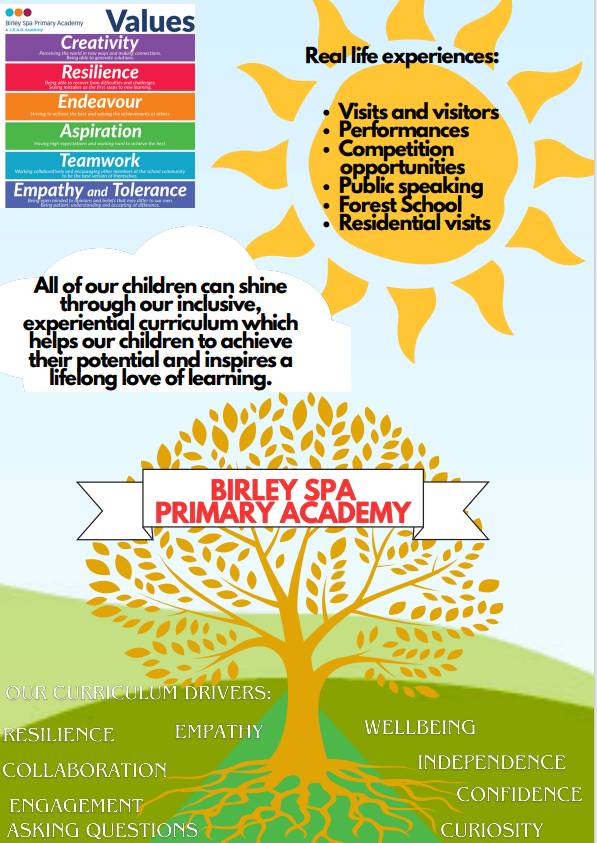 Birley Spa Primary Academy
A L.E.A.D. Academy
Values
Creativity
Perceiving the world in new ways and making connections.
Being able to generate solutions.
Resilience
Being able to recover from difficulties and challenges.
Seeing mistakes as the first steps to new learning.
Endeavour
Striving to achieve the best and valuing the achievements of others.
Aspiration
Having high expectations and working hard to achieve the best.
Teamwork
Working collaboratively and encouraging other members of the school community
to be the best version of themselves.
Empathy and Tolerance
Being open minded to opinions and beliefs that may differ to our own.
Being patient, understanding and accepting of difference.
Real life experiences:
• Visits and visitors
• Performances
• Competition
opportunities
• Public speaking
• Forest School
• Residential visits
All of our children can shine
through our inclusive,
experiential curriculum which
helps our children to achieve
their potential and inspires a
lifelong love of learning.
BIRLEY SPA
PRIMARY ACADEMY
OUR CURRICULUM DRIVERS:
RESILIENCE
EMPATHY
WELLBEING
COLLABORATION
INDEPENDENCE
ENGAGEMENT
CONFIDENCE
ASKING QUESTIONS
CURIOSITY